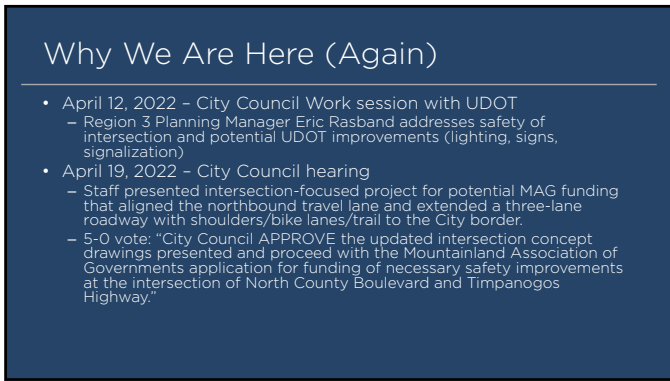 Why We Are Here (Again)
• April 12, 2022 – City Council Work session with UDOT
– Region 3 Planning Manager Eric Rasband addresses safety of
intersection and potential UDOT improvements (lighting, signs,
signalization)
• April 19, 2022 – City Council hearing
– Staff presented intersection-focused project for potential MAG funding
that aligned the northbound travel lane and extended a three-lane
roadway with shoulders/bike lanes/trail to the City border.
– 5-0 vote: “City Council APPROVE the updated intersection concept
drawings presented and proceed with the Mountainland Association of
Governments application for funding of necessary safety improvements
at the intersection of North County Boulevard and Timpanogos
Highway.”